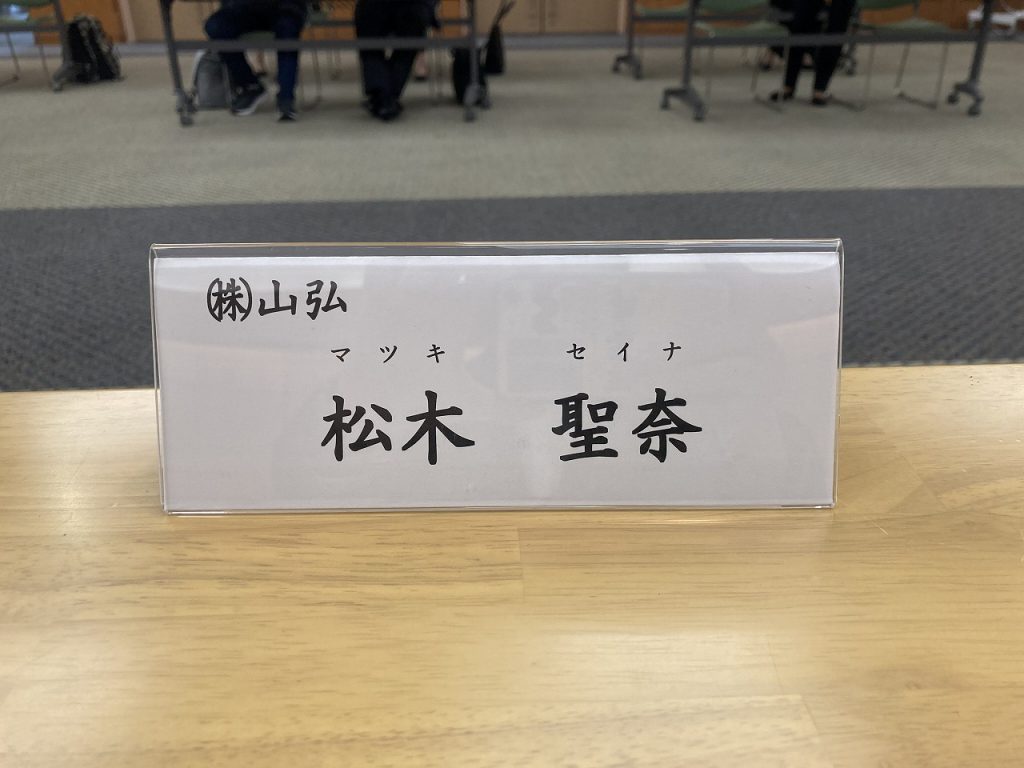 ㈱山弘
マツキ　セイナ
松木　聖奈